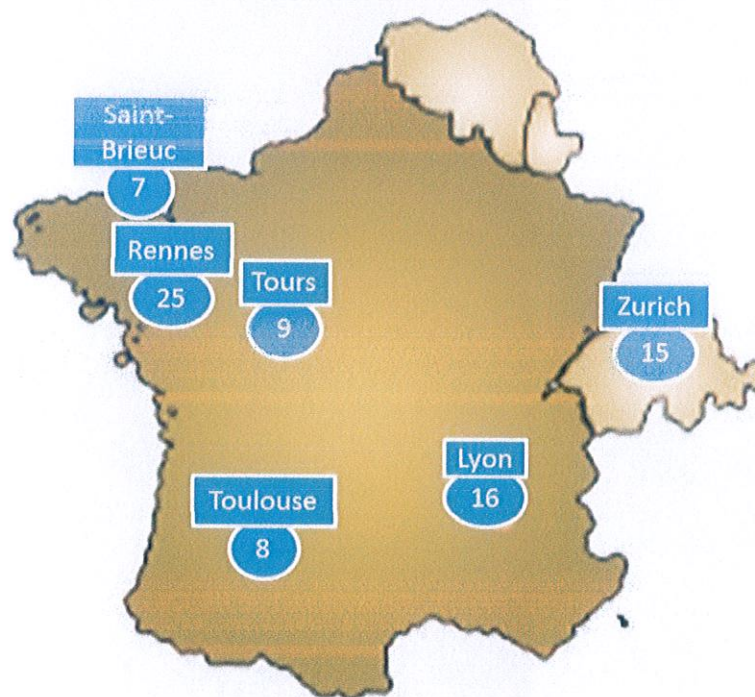 Saint-
Brieuc
7
Rennes
25
Tours
9
Zurich
15
Lyon
16
Toulouse
8